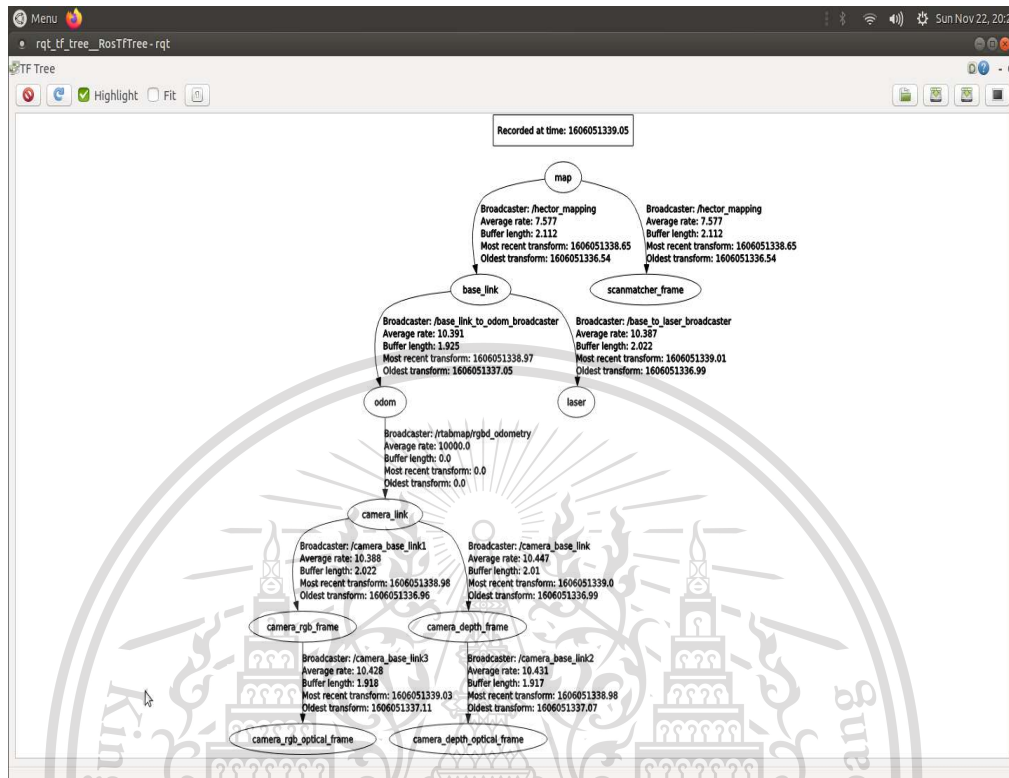 Menu
Sun Nov 22, 20:2
rqt_tf_tree__RosTfTree - rqt
TF Tree
Highlight
Fit
Recorded at time: 1606051339.05
map
Broadcaster: /hector_mapping
Average rate: 7.577
Buffer length: 2.112
Most recent transform: 1606051338.65
Oldest transform: 1606051336.54
Broadcaster: /hector_mapping
Average rate: 7.577
Buffer length: 2.112
Most recent transform: 1606051338.65
Oldest transform: 1606051336.54
base_link
scanmatcher_frame
Broadcaster: /base_link_to_odom_broadcaster
Average rate: 10.391
Buffer length: 1.925
Most recent transform: 1606051338.97
Oldest transform: 1606051337.05
Broadcaster: /base_to_laser_broadcaster
Average rate: 10.387
Buffer length: 2.022
Most recent transform: 1606051339.01
Oldest transform: 1606051336.99
odom
laser
Broadcaster: /rtabmap/rgbd_odometry
Average rate: 10000.0
Buffer length: 0.0
Most recent transform: 0.0
Oldest transform: 0.0
camera_link
Broadcaster: /camera_base_link1
Average rate: 10.388
Buffer length: 2.022
Most recent transform: 1606051338.98
Oldest transform: 1606051336.96
Broadcaster: /camera_base_link
Average rate: 10.447
Buffer length: 2.01
Most recent transform: 1606051339.0
Oldest transform: 1606051336.99
camera_rgb_frame
camera_depth_frame
Broadcaster: /camera_base_link3
Average rate: 10.428
Buffer length: 1.918
Most recent transform: 1606051339.03
Oldest transform: 1606051337.11
Broadcaster: /camera_base_link2
Average rate: 10.431
Buffer length: 1.917
Most recent transform: 1606051338.98
Oldest transform: 1606051337.07
camera_rgb_optical_frame
camera_depth_optical_frame